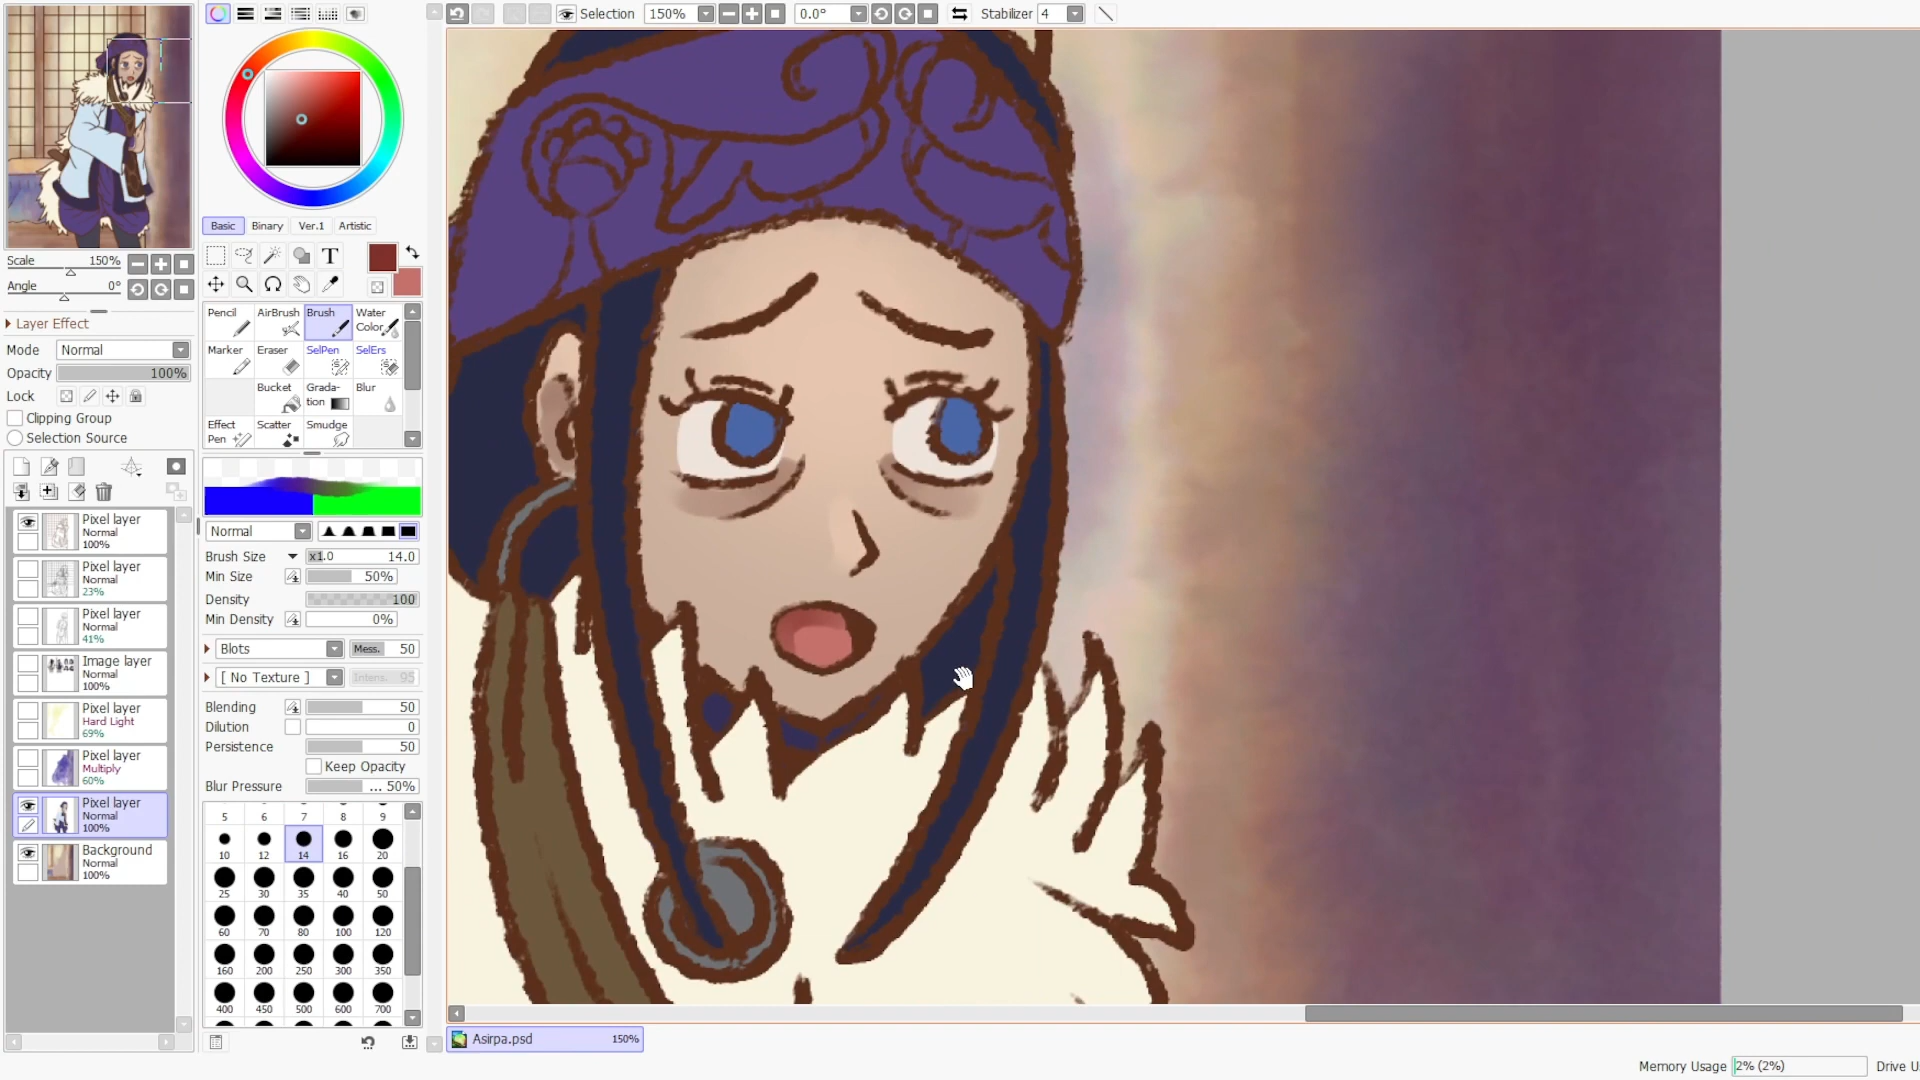 Selection 150% 0.0° Stabilizer 4
Basic Binary Ver.1 Artistic
Scale 150%
Angle 0°
Layer Effect
Mode Normal
Opacity 100%
Lock
Clipping Group
Selection Source
T
Pencil AirBrush Brush Water Color
Marker Eraser SelPen SelErs
Bucket Grada-tion Blur
Effect Pen Scatter Smudge
Normal
Brush Size x1.0 14.0
Min Size 50%
Density 100
Min Density 0%
Blots Mess. 50
[ No Texture ] Intens. 95
Blending 50
Dilution 0
Persistence 50
Keep Opacity
Blur Pressure ... 50%
5 6 7 8 9
10 12 14 16 20
25 30 35 40 50
60 70 80 100 120
160 200 250 300 350
400 450 500 600 700
Pixel layer
Normal
100%
Pixel layer
Normal
23%
Pixel layer
Normal
41%
Image layer
Normal
100%
Pixel layer
Hard Light
69%
Pixel layer
Multiply
60%
Pixel layer
Normal
100%
Background
Normal
100%
Asirpa.psd 150%
Memory Usage 2% (2%) Drive U